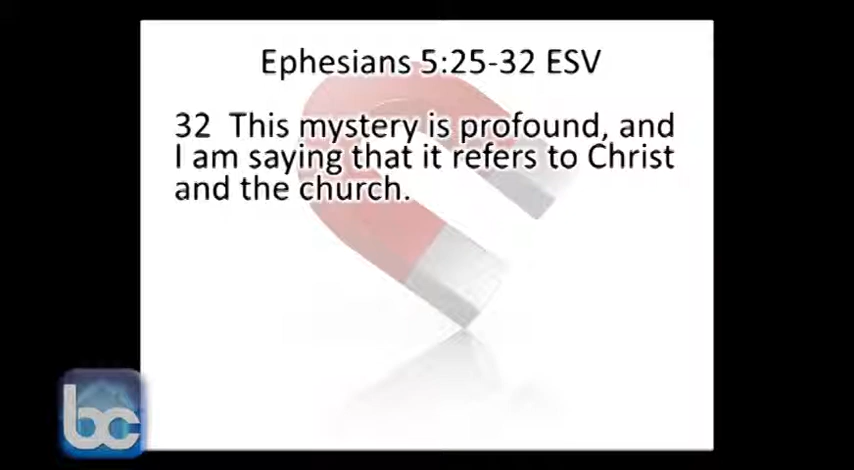 Ephesians 5:25-32 ESV
32 This mystery is profound, and
I am saying that it refers to Christ
and the church.
bc